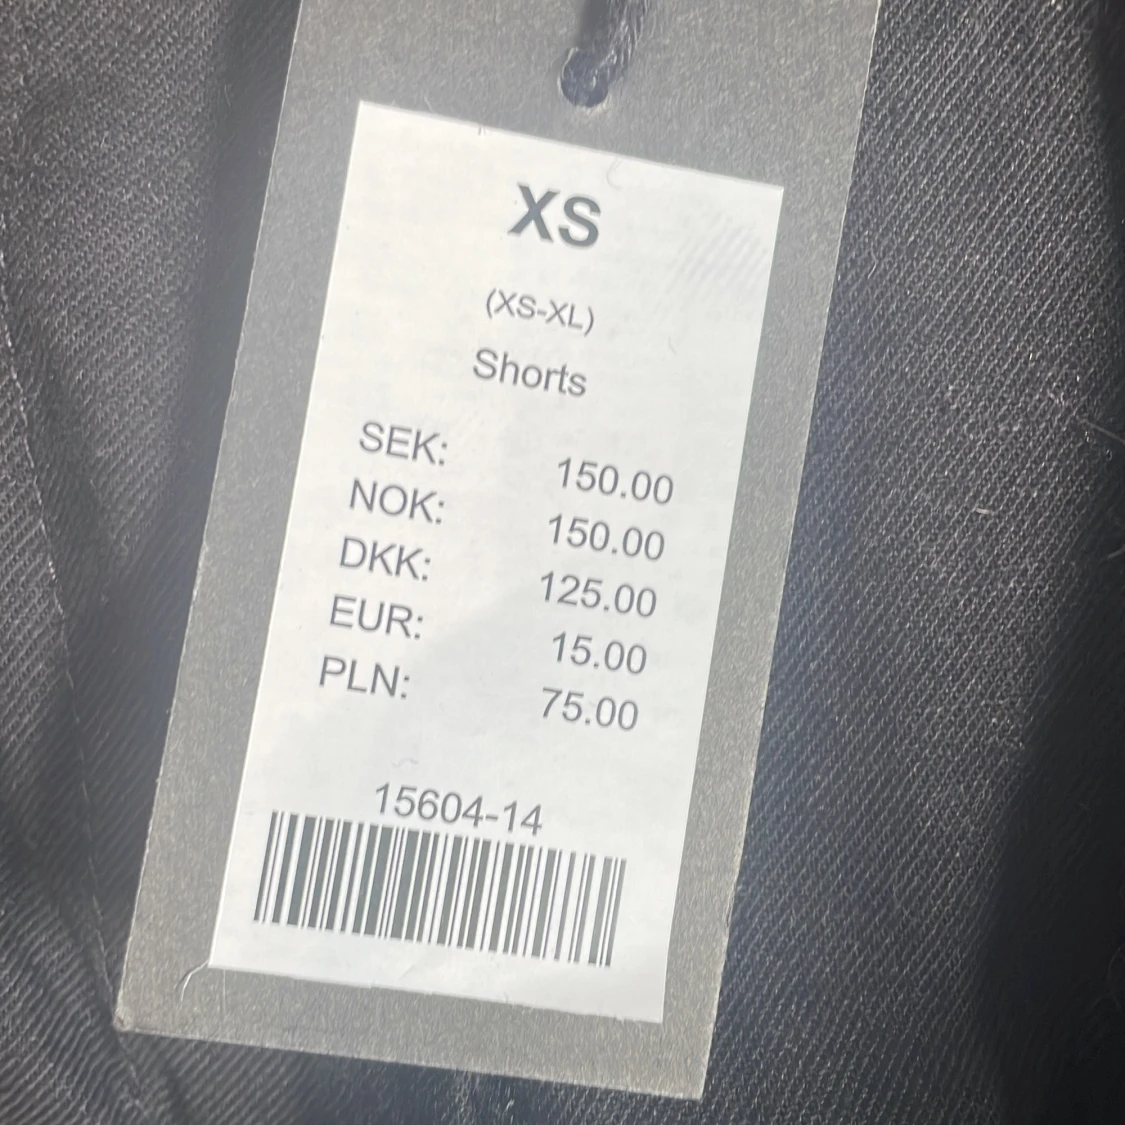 XS
(XS-XL)
Shorts
SEK: 150.00
NOK: 150.00
DKK: 125.00
EUR: 15.00
PLN: 75.00
15604-14